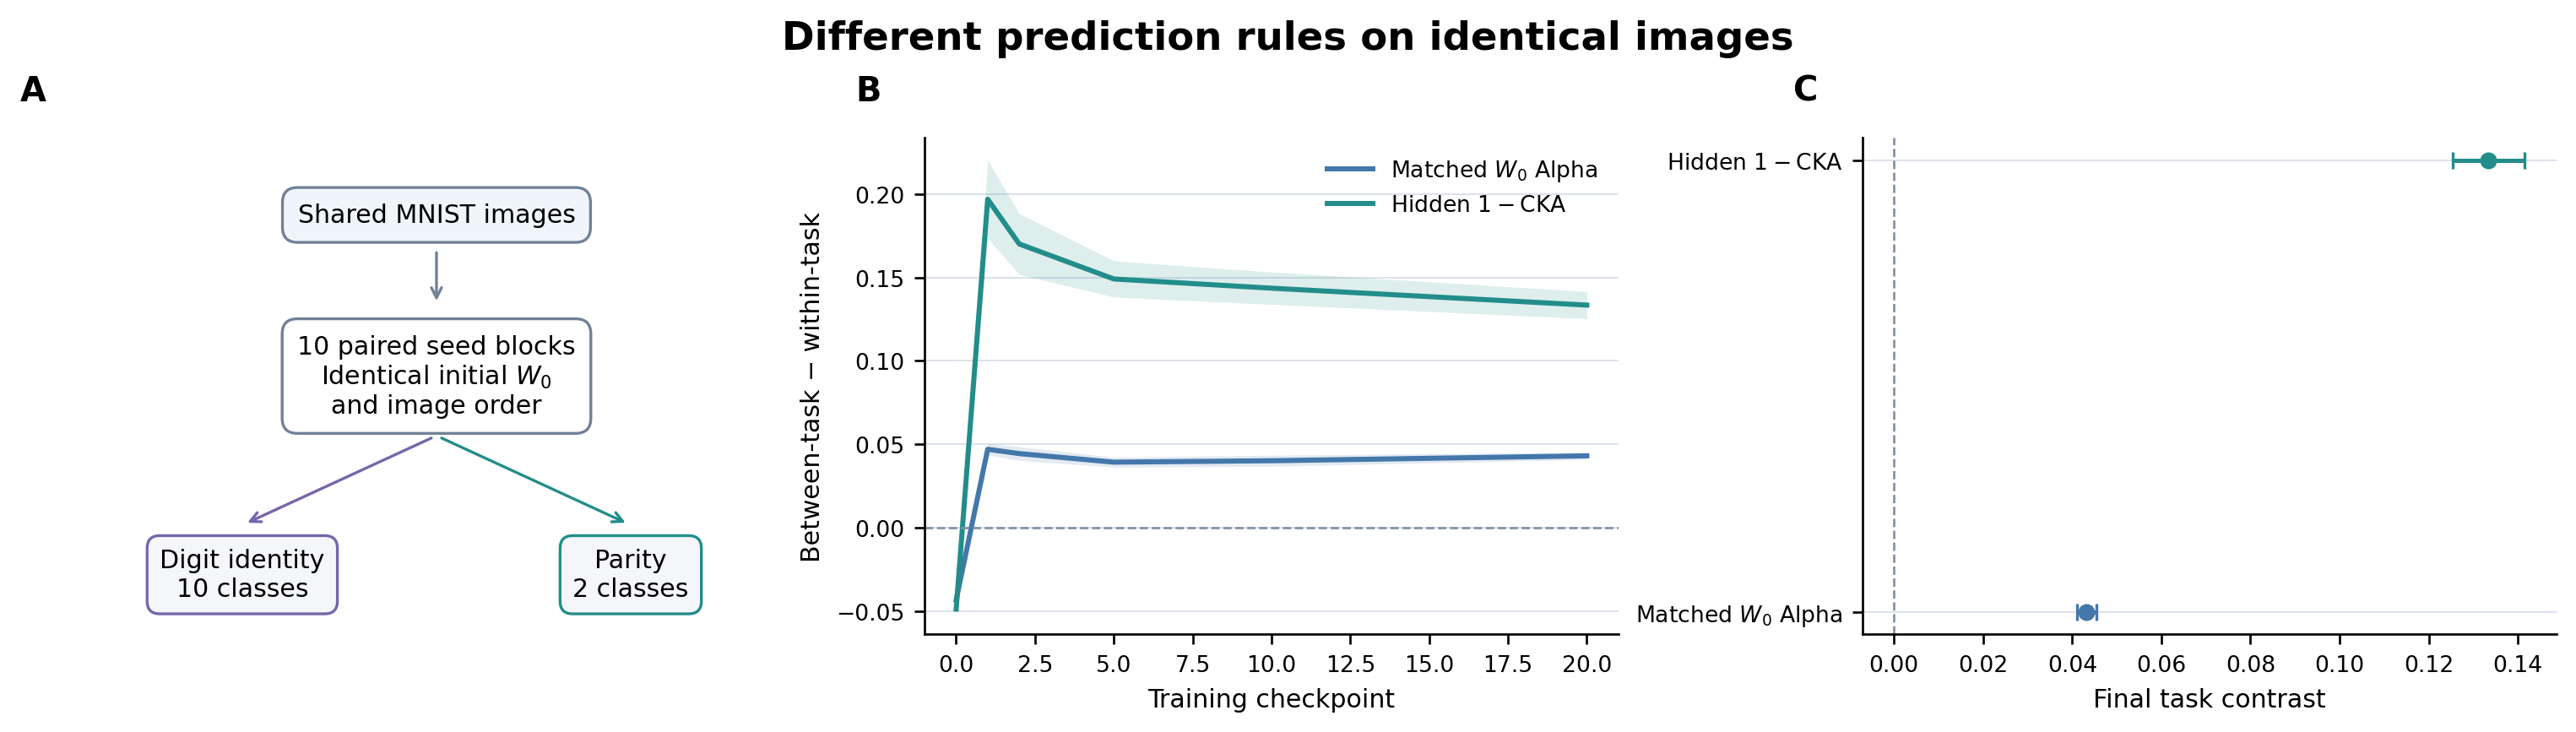 Different prediction rules on identical images
A
Shared MNIST images
10 paired seed blocks
Identical initial W₀
and image order
Digit identity
10 classes
Parity
2 classes
B
Between-task − within-task
0.20
0.15
0.10
0.05
0.00
−0.05
Matched W₀ Alpha
Hidden 1 − CKA
0.0 2.5 5.0 7.5 10.0 12.5 15.0 17.5 20.0
Training checkpoint
C
Hidden 1 − CKA
Matched W₀ Alpha
0.00 0.02 0.04 0.06 0.08 0.10 0.12 0.14
Final task contrast